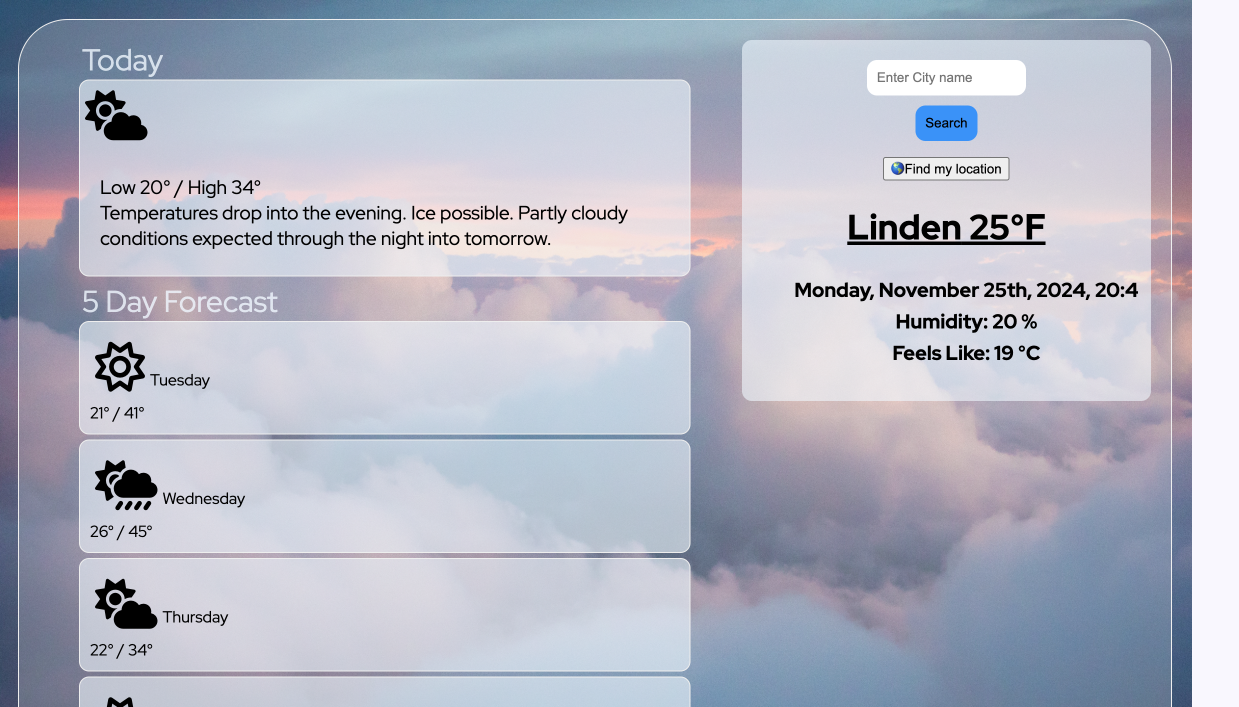 Today
Low 20° / High 34°
Temperatures drop into the evening. Ice possible. Partly cloudy
conditions expected through the night into tomorrow.
5 Day Forecast
Tuesday
21° / 41°
Wednesday
26° / 45°
Thursday
22° / 34°
Enter City name
Search
🌏Find my location
Linden 25°F
Monday, November 25th, 2024, 20:4
Humidity: 20 %
Feels Like: 19 °C